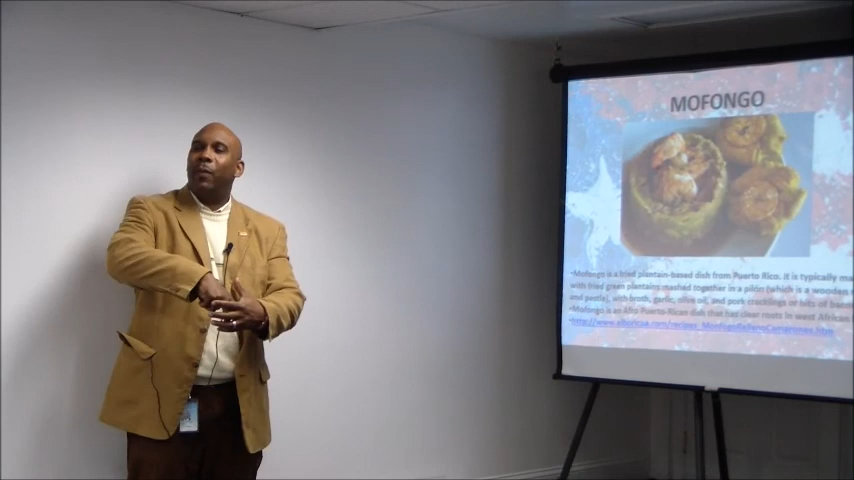 MOFONGO
•Mofongo is a fried plantain-based dish from Puerto Rico. It is typically ma
with fried green plantains mashed together in a pilón (which is a wooden
and pestle), with broth, garlic, olive oil, and pork cracklings or bits of bacon
•Mofongo is an Afro Puerto-Rican dish that has clear roots in west African